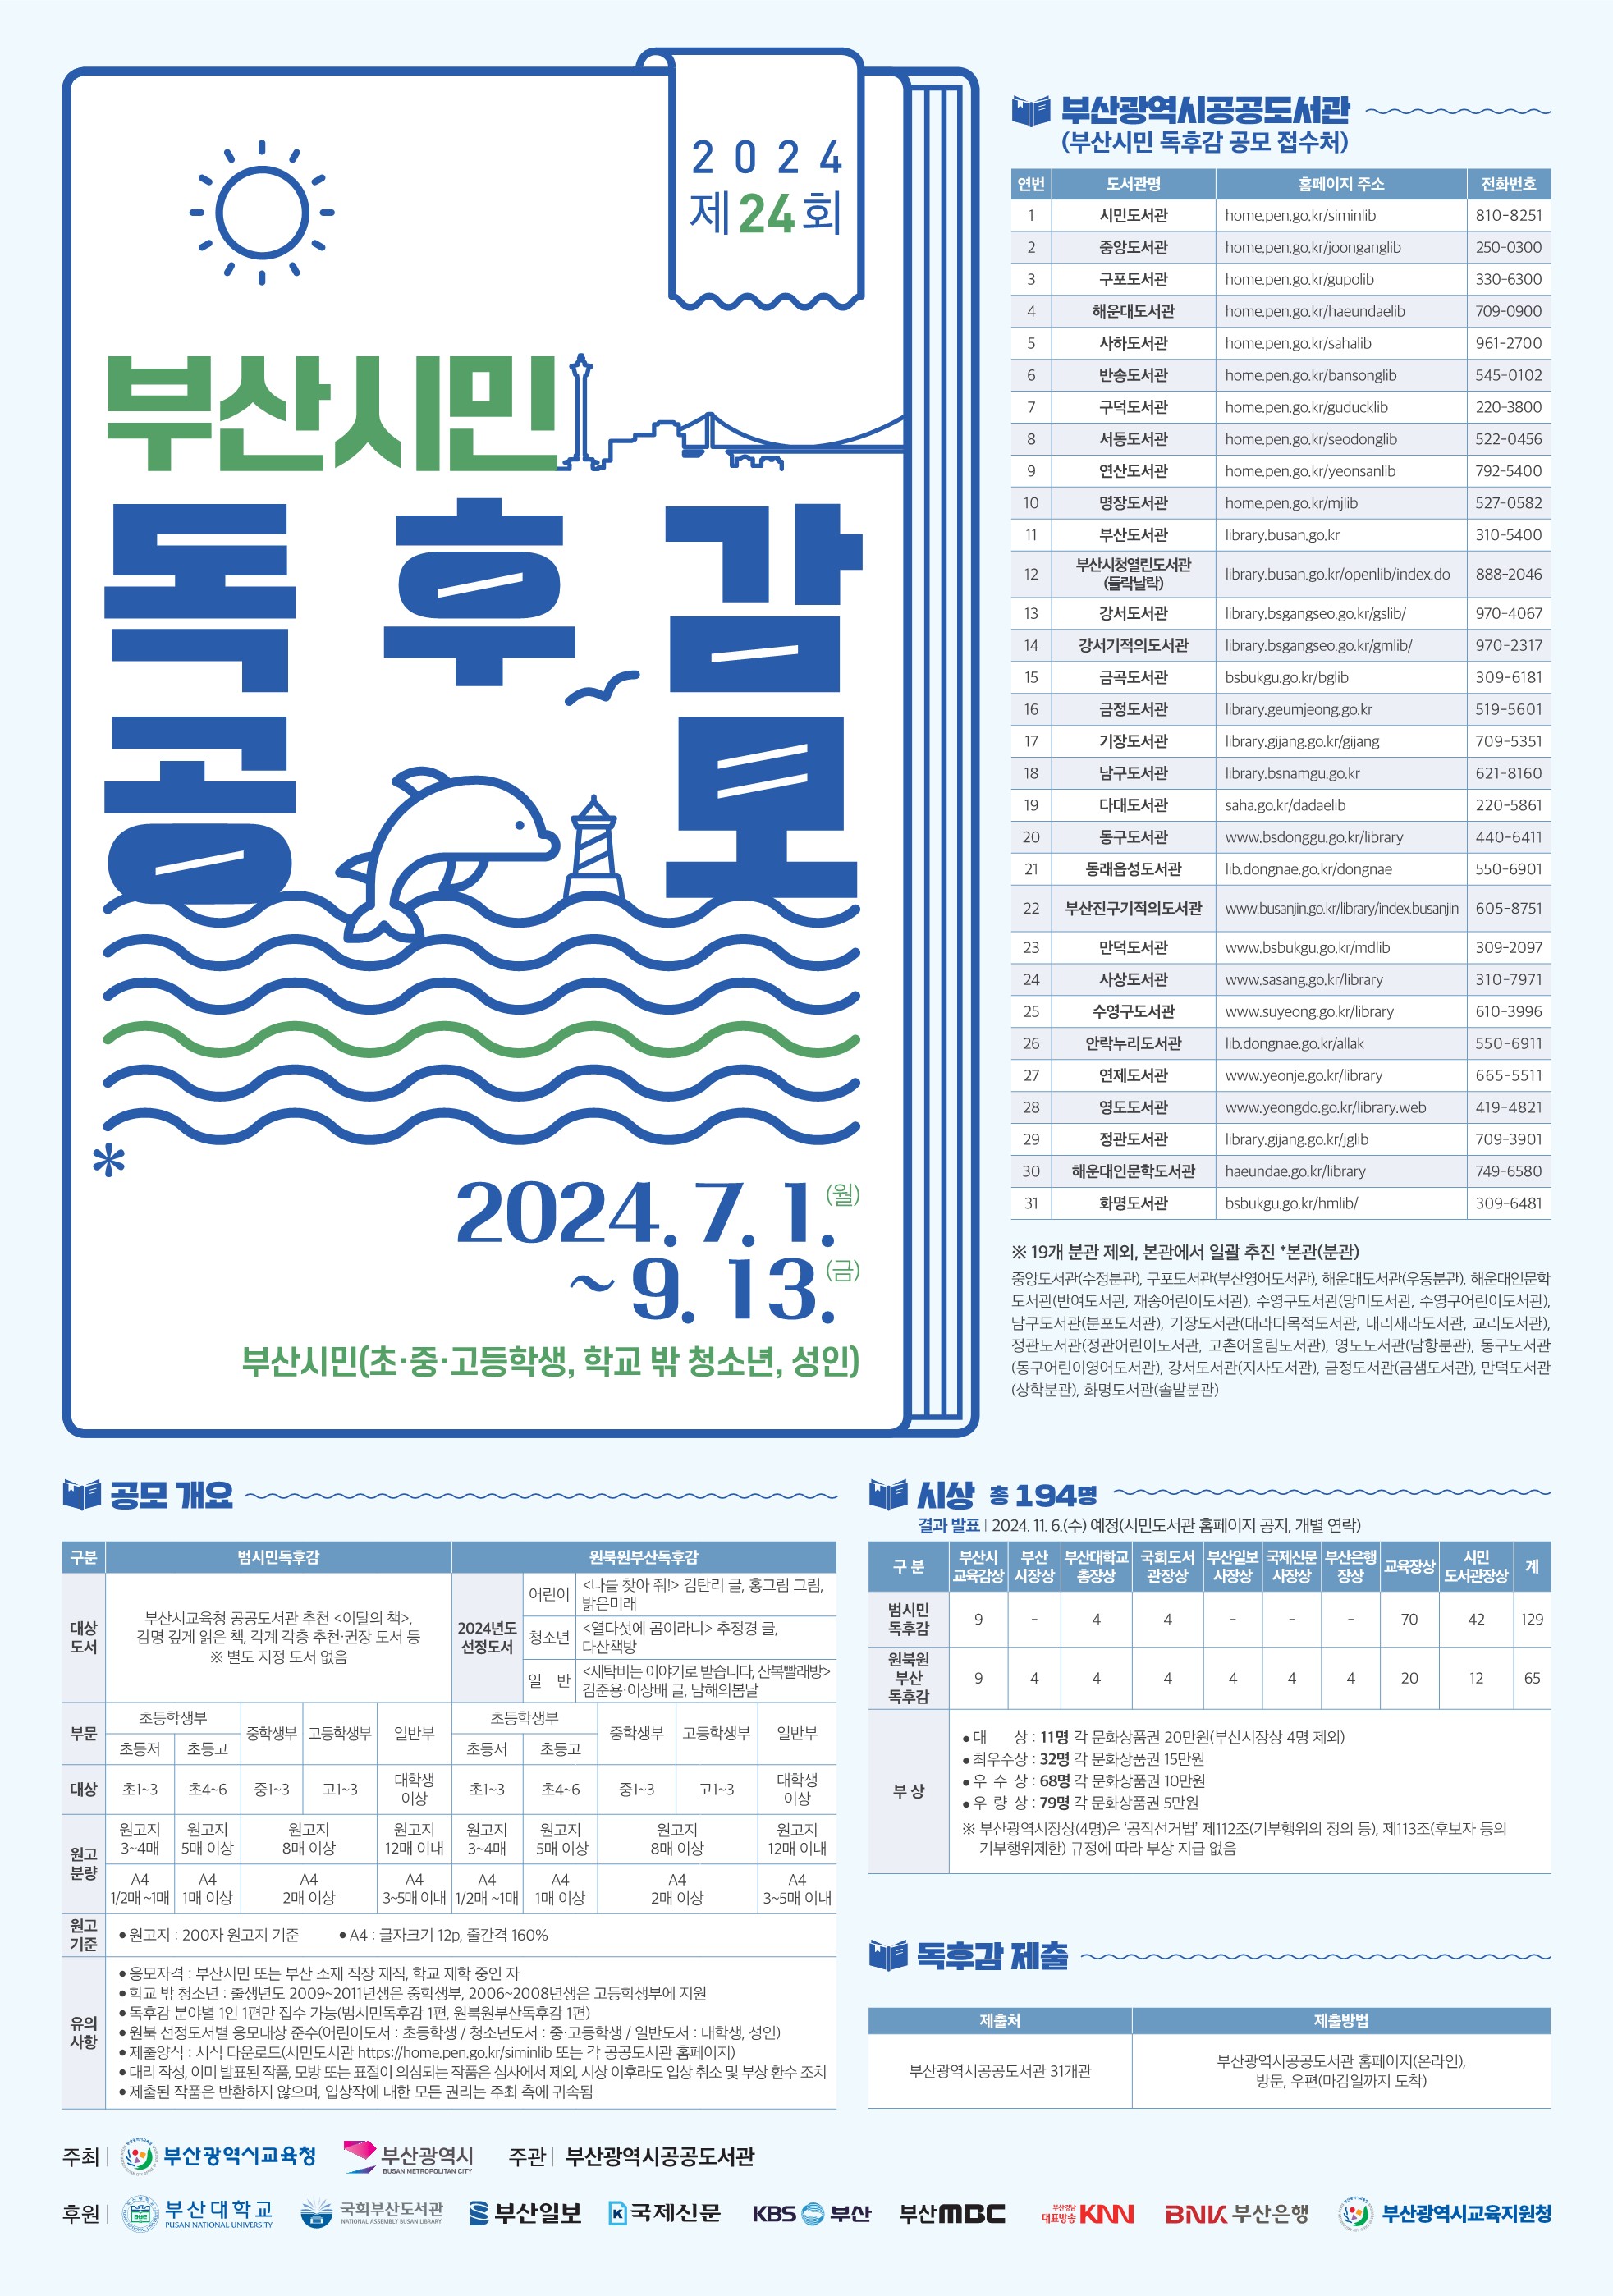 2024
제24회
부산시민
독후감
공모
*
2024. 7. 1.(월)
~ 9. 13.(금)
부산시민(초·중·고등학생, 학교 밖 청소년, 성인)
부산광역시공공도서관
(부산시민 독후감 공모 접수처)
연번 도서관명 홈페이지 주소 전화번호
1 시민도서관 home.pen.go.kr/siminlib 810-8251
2 중앙도서관 home.pen.go.kr/joonganglib 250-0300
3 구포도서관 home.pen.go.kr/gupolib 330-6300
4 해운대도서관 home.pen.go.kr/haeundaelib 709-0900
5 사하도서관 home.pen.go.kr/sahalib 961-2700
6 반송도서관 home.pen.go.kr/bansonglib 545-0102
7 구덕도서관 home.pen.go.kr/guducklib 220-3800
8 서동도서관 home.pen.go.kr/seodonglib 522-0456
9 연산도서관 home.pen.go.kr/yeonsanlib 792-5400
10 명장도서관 home.pen.go.kr/mjlib 527-0582
11 부산도서관 library.busan.go.kr 310-5400
12 부산시청열린도서관(들락날락) library.busan.go.kr/openlib/index.do 888-2046
13 강서도서관 library.bsgangseo.go.kr/gslib/ 970-4067
14 강서기적의도서관 library.bsgangseo.go.kr/gmlib/ 970-2317
15 금곡도서관 bsbukgu.go.kr/bglib 309-6181
16 금정도서관 library.geumjeong.go.kr 519-5601
17 기장도서관 library.gijang.go.kr/gijang 709-5351
18 남구도서관 library.bsnamgu.go.kr 621-8160
19 다대도서관 saha.go.kr/dadaelib 220-5861
20 동구도서관 www.bsdonggu.go.kr/library 440-6411
21 동래읍성도서관 lib.dongnae.go.kr/dongnae 550-6901
22 부산진구기적의도서관 www.busanjin.go.kr/library/index.busanjin 605-8751
23 만덕도서관 www.bsbukgu.go.kr/mdlib 309-2097
24 사상도서관 www.sasang.go.kr/library 310-7971
25 수영구도서관 www.suyeong.go.kr/library 610-3996
26 안락누리도서관 lib.dongnae.go.kr/allak 550-6911
27 연제도서관 www.yeonje.go.kr/library 665-5511
28 영도도서관 www.yeongdo.go.kr/library.web 419-4821
29 정관도서관 library.gijang.go.kr/jglib 709-3901
30 해운대인문학도서관 haeundae.go.kr/library 749-6580
31 화명도서관 bsbukgu.go.kr/hmlib/ 309-6481
※ 19개 분관 제외, 본관에서 일괄 추진 *본관(분관)
중앙도서관(수정분관), 구포도서관(부산영어도서관), 해운대도서관(우동분관), 해운대인문학
도서관(반여도서관, 재송어린이도서관), 수영구도서관(망미도서관, 수영구어린이도서관),
남구도서관(분포도서관), 기장도서관(대라다목적도서관, 내리새라도서관, 교리도서관),
정관도서관(정관어린이도서관, 고촌어울림도서관), 영도도서관(남항분관), 동구도서관
(동구어린이영어도서관), 강서도서관(지사도서관), 금정도서관(금샘도서관), 만덕도서관
(상학분관), 화명도서관(솔밭분관)
공모 개요
구분 범시민독후감 원북원부산독후감
대상
도서
부산시교육청 공공도서관 추천 <이달의 책>,
감명 깊게 읽은 책, 각계 각층 추천·권장 도서 등
※ 별도 지정 도서 없음
2024년도
선정도서
어린이 <나를 찾아 줘!> 김탄리 글, 홍그림 그림,
밝은미래
청소년 <열다섯에 곰이라니> 추정경 글,
다산책방
일 반 <세탁비는 이야기로 받습니다, 산복빨래방>
김준용·이상배 글, 남해의봄날
부문 초등학생부 중학생부 고등학생부 일반부 초등학생부 중학생부 고등학생부 일반부
초등저 초등고 초등저 초등고
대상 초1~3 초4~6 중1~3 고1~3 대학생 이상 초1~3 초4~6 중1~3 고1~3 대학생 이상
원고
분량
원고지 원고지 원고지 원고지 원고지 원고지 원고지 원고지
3~4매 5매 이상 8매 이상 12매 이내 3~4매 5매 이상 8매 이상 12매 이내
A4 A4 A4 A4 A4 A4 A4 A4
1/2매 ~1매 1매 이상 2매 이상 3~5매 이내 1/2매 ~1매 1매 이상 2매 이상 3~5매 이내
원고
기준
● 원고지 : 200자 원고지 기준 ● A4 : 글자크기 12p, 줄간격 160%
유의
사항
● 응모자격 : 부산시민 또는 부산 소재 직장 재직, 학교 재학 중인 자
● 학교 밖 청소년 : 출생년도 2009~2011년생은 중학생부, 2006~2008년생은 고등학생부에 지원
● 독후감 분야별 1인 1편만 접수 가능(범시민독후감 1편, 원북원부산독후감 1편)
● 원북 선정도서별 응모대상 준수(어린이도서 : 초등학생 / 청소년도서 : 중·고등학생 / 일반도서 : 대학생, 성인)
● 제출양식 : 서식 다운로드(시민도서관 https://home.pen.go.kr/siminlib 또는 각 공공도서관 홈페이지)
● 대리 작성, 이미 발표된 작품, 모방 또는 표절이 의심되는 작품은 심사에서 제외, 시상 이후라도 입상 취소 및 부상 환수 조치
● 제출된 작품은 반환하지 않으며, 입상작에 대한 모든 권리는 주최 측에 귀속됨
시상 총 194명
결과 발표 | 2024. 11. 6.(수) 예정(시민도서관 홈페이지 공지, 개별 연락)
구 분 부산시 교육감상 부산 시장상 부산대학교 총장상 국회도서 관장상 부산일보 사장상 국제신문 사장상 부산은행 장상 교육장상 시민 도서관장상 계
범시민 독후감 9 - 4 4 - - - 70 42 129
원북원 부산 독후감 9 4 4 4 4 4 4 20 12 65
부 상
● 대 상 : 11명 각 문화상품권 20만원(부산시장상 4명 제외)
● 최우수상 : 32명 각 문화상품권 15만원
● 우 수 상 : 68명 각 문화상품권 10만원
● 우 량 상 : 79명 각 문화상품권 5만원
※ 부산광역시장상(4명)은 ‘공직선거법’ 제112조(기부행위의 정의 등), 제113조(후보자 등의
기부행위제한) 규정에 따라 부상 지급 없음
독후감 제출
제출처 제출방법
부산광역시공공도서관 31개관
부산광역시공공도서관 홈페이지(온라인),
방문, 우편(마감일까지 도착)
주최 | 부산광역시교육청 부산광역시 BUSAN METROPOLITAN CITY 주관 | 부산광역시공공도서관
후원 | 부산대학교 PUSAN NATIONAL UNIVERSITY 국회부산도서관 NATIONAL ASSEMBLY BUSAN LIBRARY 부산일보 국제신문 KBS 부산 부산MBC 부산경남 대표방송 KNN BNK 부산은행 부산광역시교육지원청